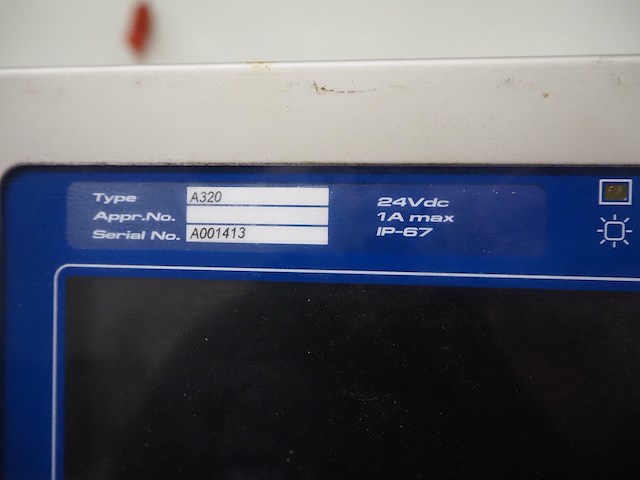 Type A320
Appr.No.
Serial No. A001413
24Vdc
1A max
IP-67